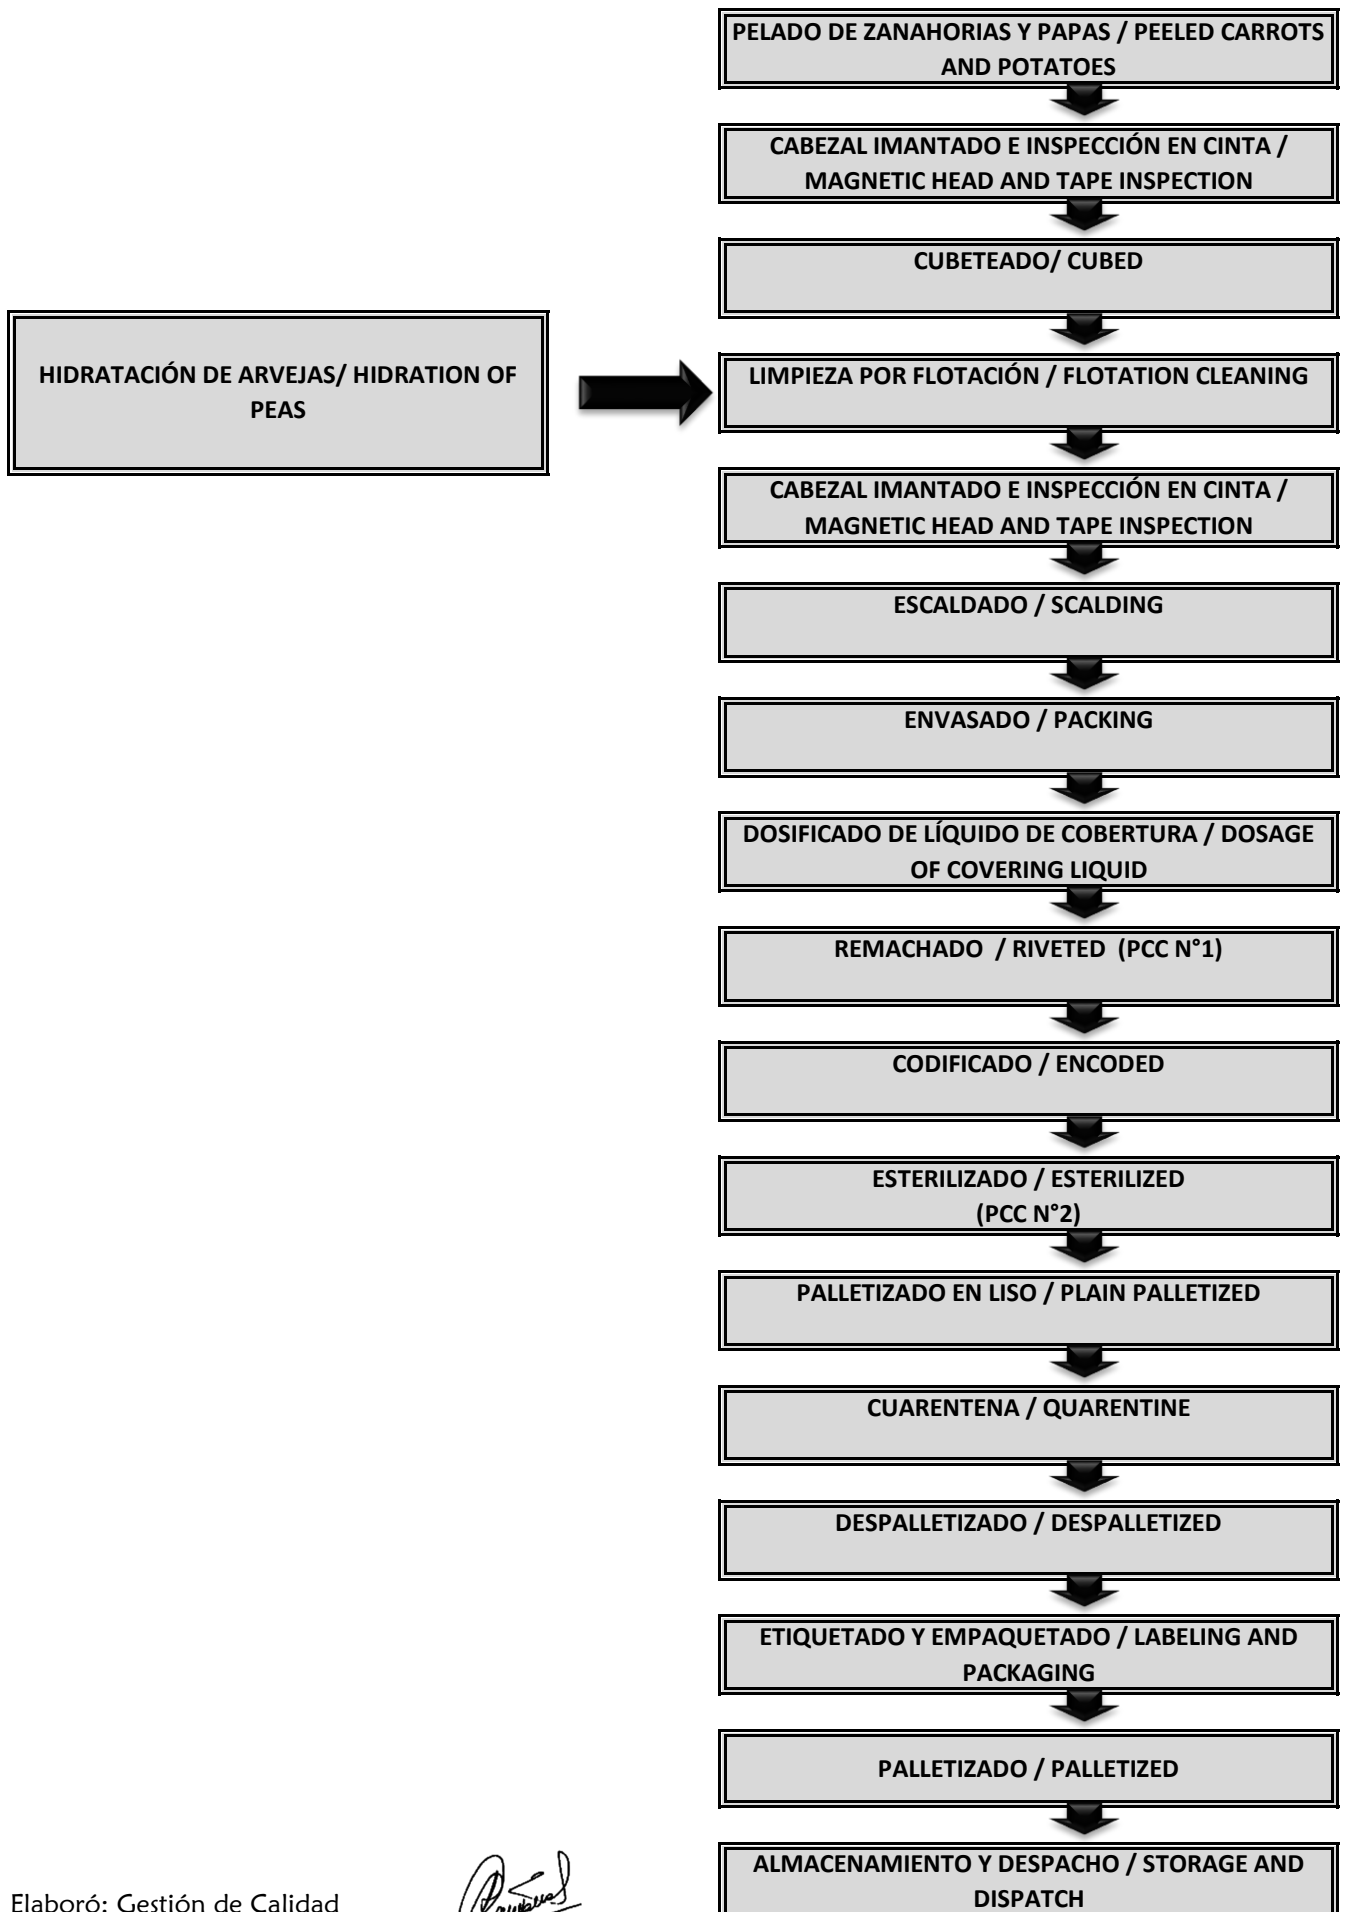 PELADO DE ZANAHORIAS Y PAPAS / PEELED CARROTS
AND POTATOES
CABEZAL IMANTADO E INSPECCIÓN EN CINTA /
MAGNETIC HEAD AND TAPE INSPECTION
CUBETEADO/ CUBED
HIDRATACIÓN DE ARVEJAS/ HIDRATION OF
PEAS
LIMPIEZA POR FLOTACIÓN / FLOTATION CLEANING
CABEZAL IMANTADO E INSPECCIÓN EN CINTA /
MAGNETIC HEAD AND TAPE INSPECTION
ESCALDADO / SCALDING
ENVASADO / PACKING
DOSIFICADO DE LÍQUIDO DE COBERTURA / DOSAGE
OF COVERING LIQUID
REMACHADO / RIVETED (PCC N°1)
CODIFICADO / ENCODED
ESTERILIZADO / ESTERILIZED
(PCC N°2)
PALLETIZADO EN LISO / PLAIN PALLETIZED
CUARENTENA / QUARENTINE
DESPALLETIZADO / DESPALLETIZED
ETIQUETADO Y EMPAQUETADO / LABELING AND
PACKAGING
PALLETIZADO / PALLETIZED
ALMACENAMIENTO Y DESPACHO / STORAGE AND
DISPATCH
Elaboró: Gestión de Calidad